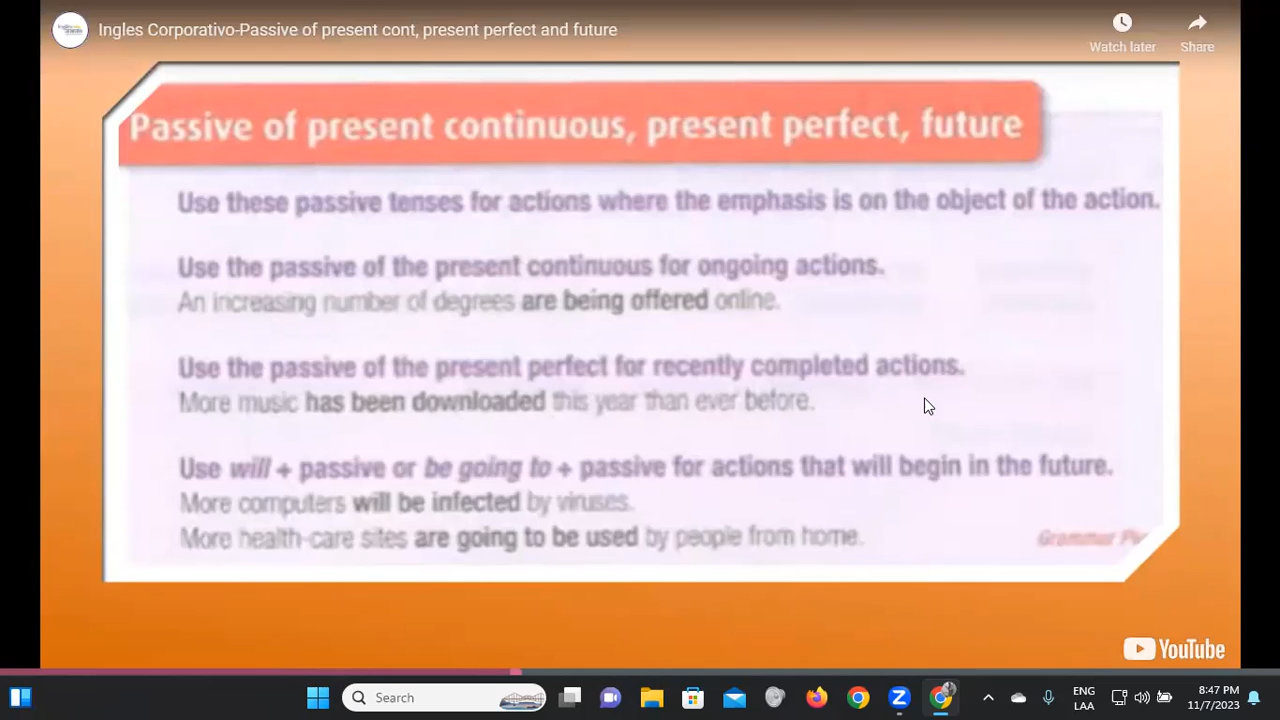 Ingles Corporativo-Passive of present cont, present perfect and future
Watch later
Share
Passive of present continuous, present perfect, future
Use these passive tenses for actions where the emphasis is on the object of the action.
Use the passive of the present continuous for ongoing actions.
An increasing number of degrees are being offered online.
Use the passive of the present perfect for recently completed actions.
More music has been downloaded this year than ever before.
Use will + passive or be going to + passive for actions that will begin in the future.
More computers will be infected by viruses.
More health-care sites are going to be used by people from home.
Grammar
YouTube
Search
LAA
8:47 PM
11/7/2023